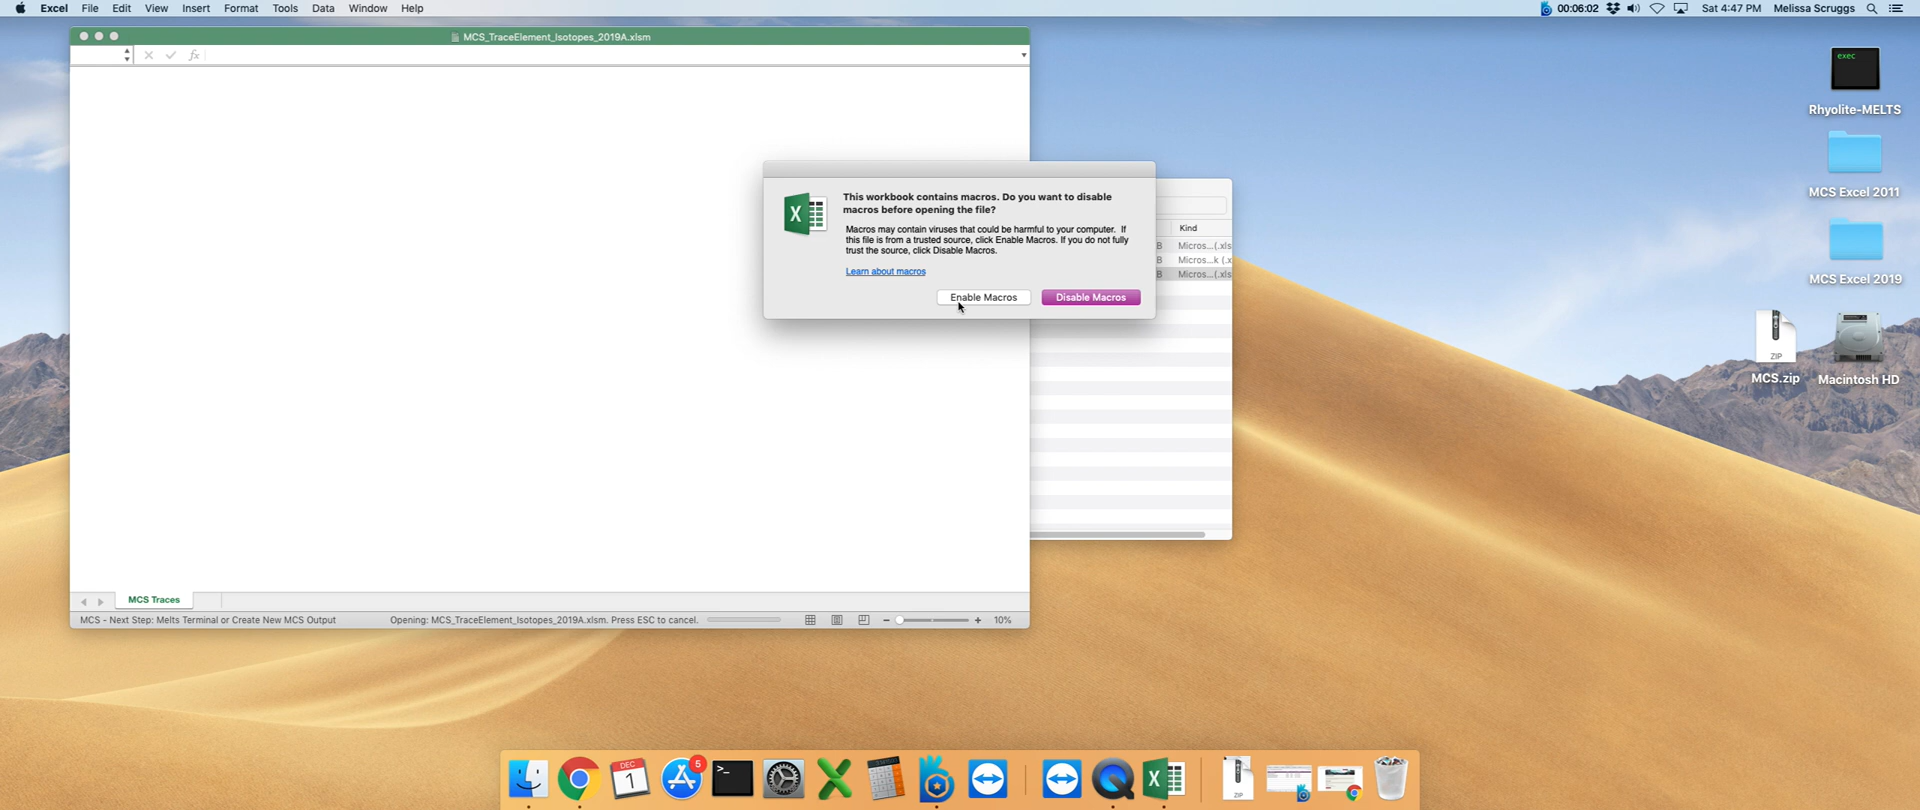 Excel File Edit View Insert Format Tools Data Window Help
00:06:02 Sat 4:47 PM Melissa Scruggs
MCS_TraceElement_Isotopes_2019A.xlsm
fx
exec
Rhyolite-MELTS
MCS Excel 2011
MCS Excel 2019
ZIP
MCS.zip
Macintosh HD
This workbook contains macros. Do you want to disable
macros before opening the file?
Macros may contain viruses that could be harmful to your computer. If
this file is from a trusted source, click Enable Macros. If you do not fully
trust the source, click Disable Macros.
Learn about macros
Enable Macros Disable Macros
Kind
B Micros...(.xls
B Micros...k (.x
B Micros...(.xls
MCS Traces
MCS - Next Step: Melts Terminal or Create New MCS Output Opening: MCS_TraceElement_Isotopes_2019A.xlsm. Press ESC to cancel. 10%
DEC
1
5
ZIP